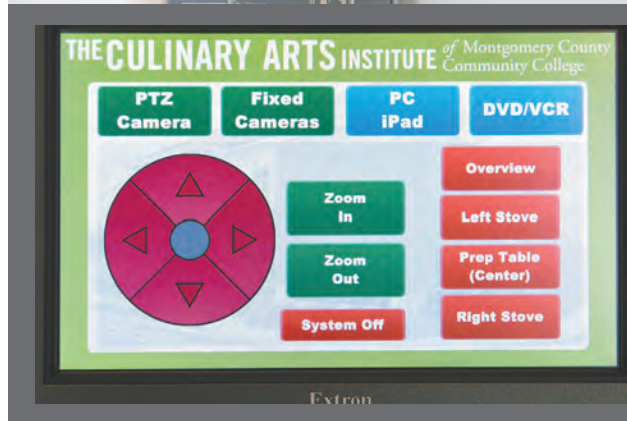 THE CULINARY ARTS INSTITUTE of Montgomery County
Community College
PTZ
Camera
Fixed
Cameras
PC
iPad
DVD/VCR
Overview
Zoom
In
Left Stove
Zoom
Out
Prep Table
(Center)
System Off
Right Stove
Extron